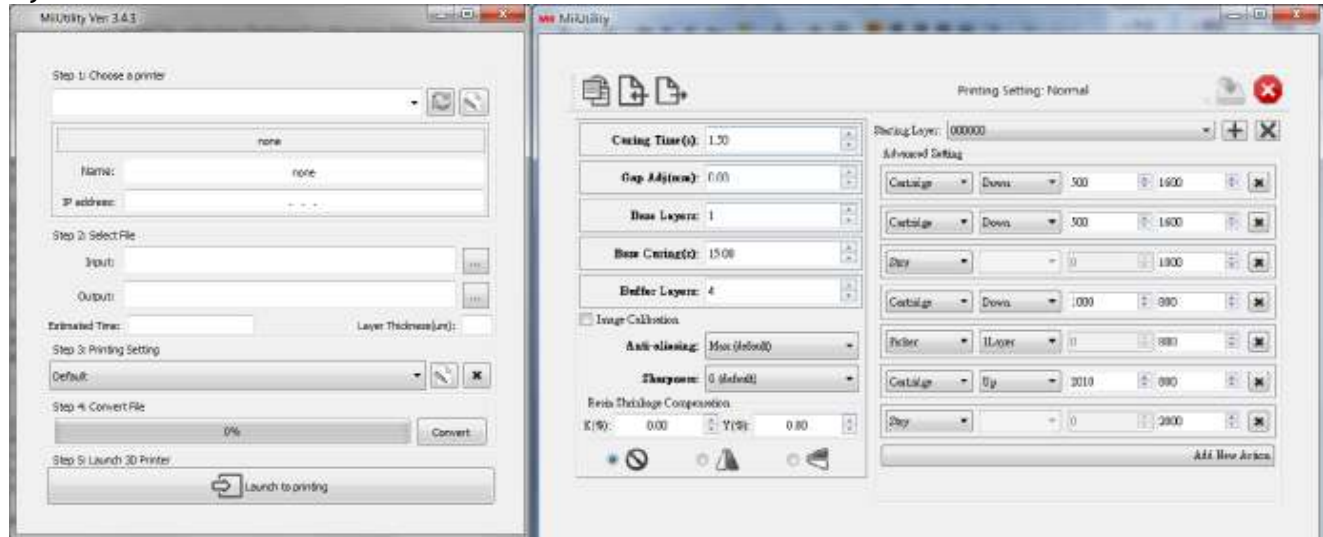 MiiUtility Ver: 3.4.3
Step 1: Choose a printer
none
Name: none
IP address: . . .
Step 2: Select File
Input: ...
Output: ...
Estimated Time: Layer Thickness(μm):
Step 3: Printing Setting
Default
Step 4: Convert File
0% Convert
Step 5: Launch 3D Printer
Launch to printing
Mii MiiUtility
Printing Setting: Normal
Curing Time(s): 1.50
Gap Adj(mm): 0.00
Base Layers: 1
Base Curing(s): 15.00
Buffer Layers: 4
Image Calibration
Anti-aliasing: Max (default)
Sharpness: 0 (default)
Resin Shrinkage Compensation
X(%): 0.00 Y(%): 0.00
Starting Layer: 000000
Advanced Setting
Cartridge Down 500 1600
Cartridge Down 500 1600
Stay 0 1000
Cartridge Down 1000 800
Picker 1Layer 0 800
Cartridge Up 2010 800
Stay 0 2000
Add New Action